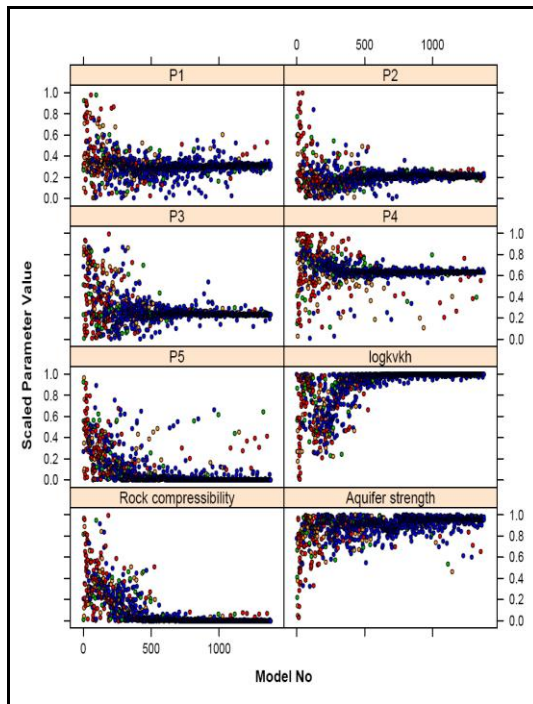 0 500 1000
P1 P2
1.0 0.8 0.6 0.4 0.2 0.0
P3 P4
1.0 0.8 0.6 0.4 0.2 0.0
P5 logkvkh
1.0 0.8 0.6 0.4 0.2 0.0
Rock compressibility Aquifer strength
1.0 0.8 0.6 0.4 0.2 0.0
0 500 1000
Scaled Parameter Value
Model No